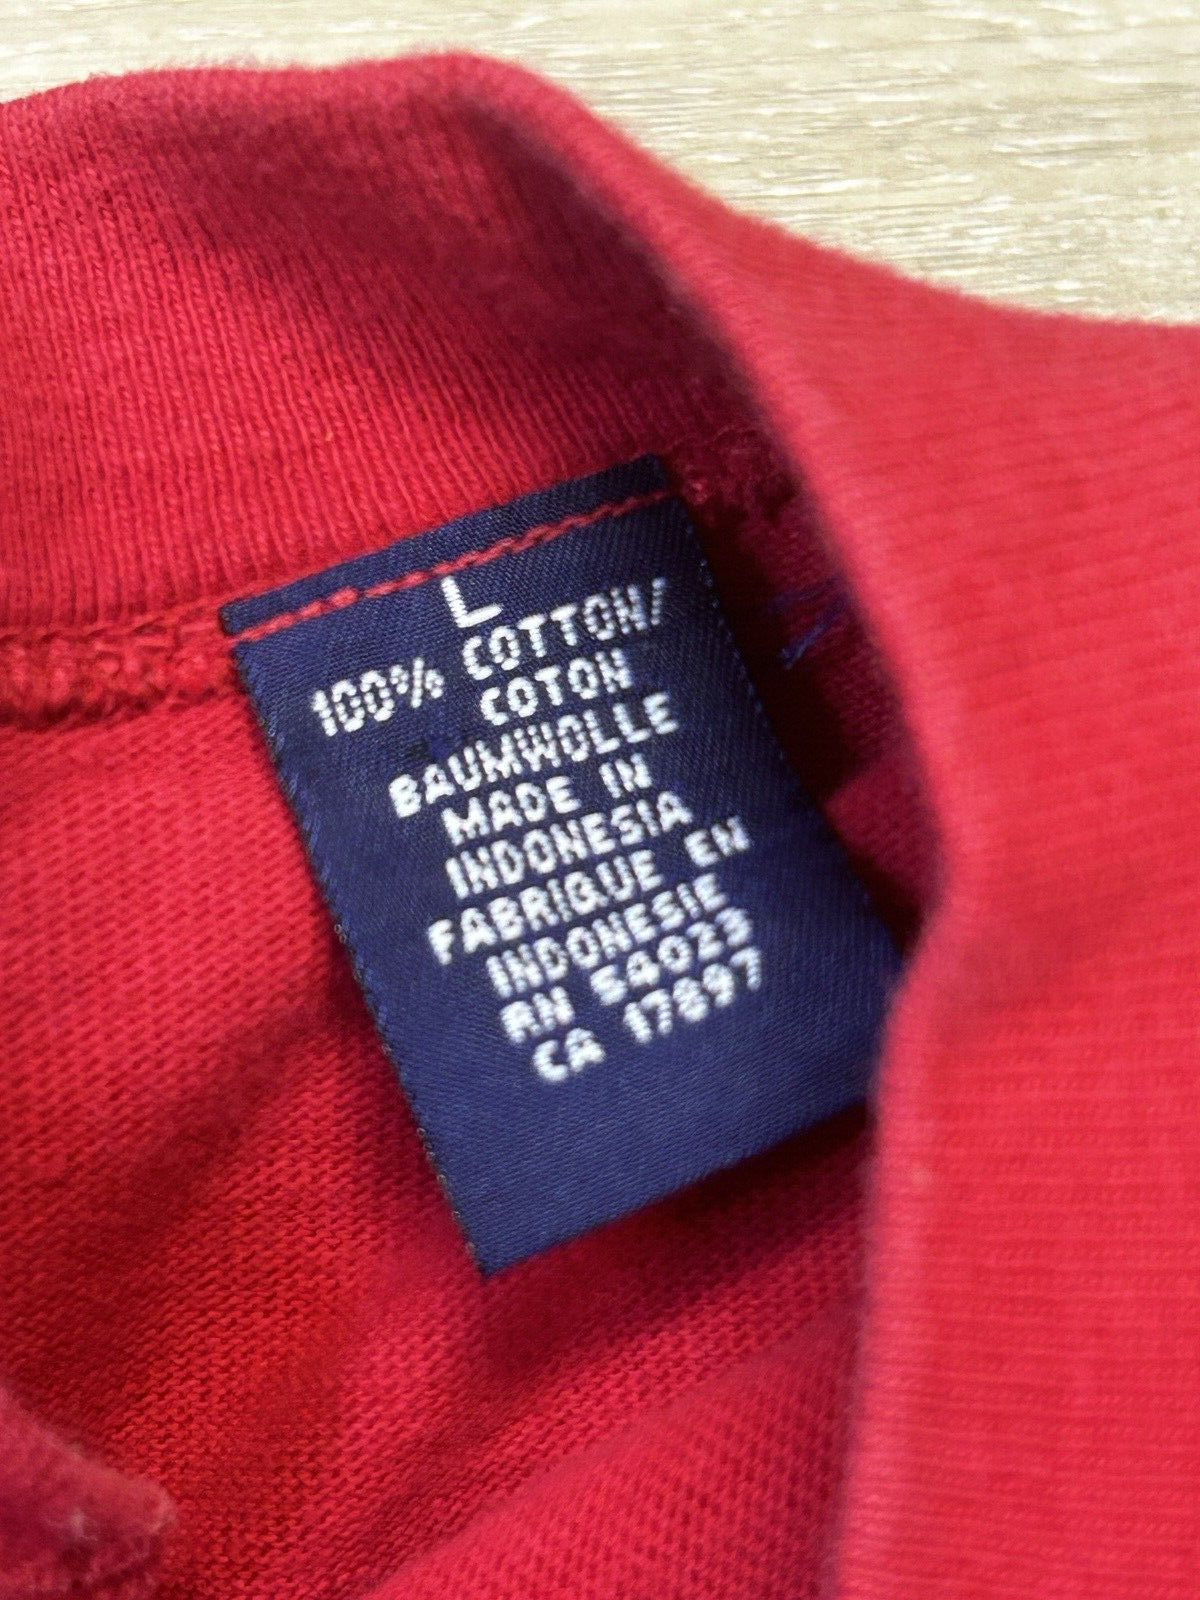 L
100% COTTON/
COTON
BAUMWOLLE
MADE IN
INDONESIA
FABRIQUE EN
INDONESIE
RN 54023
CA 17897